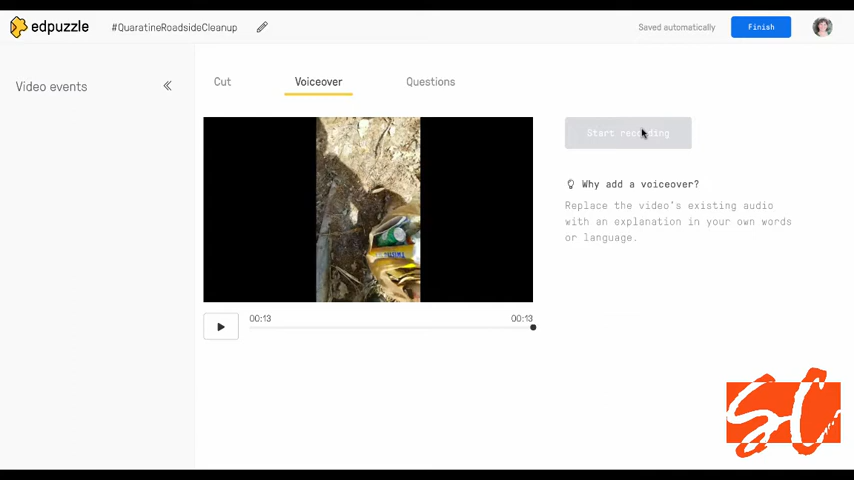 edpuzzle
#QuaratineRoadsideCleanup
Saved automatically
Finish
Video events
Cut
Voiceover
Questions
Start recording
Why add a voiceover?
Replace the video's existing audio
with an explanation in your own words
or language.
00:13
00:13
SC